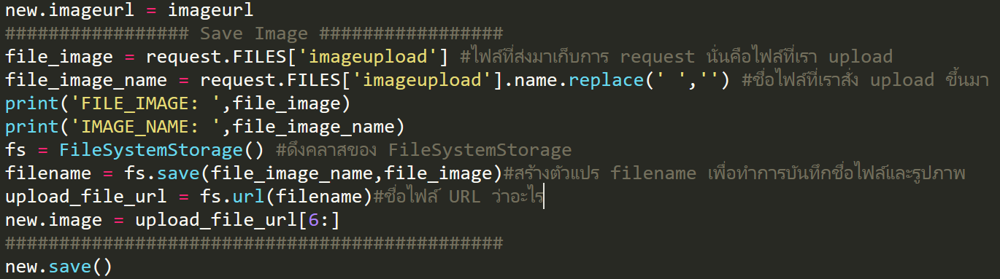 new.imageurl = imageurl
################# Save Image #################
file_image = request.FILES['imageupload'] #ไฟล์ที่ส่งมาเก็บการ request นั่นคือไฟล์ที่เรา upload
file_image_name = request.FILES['imageupload'].name.replace(' ','') #ชื่อไฟล์ที่เราสั่ง upload ขึ้นมา
print('FILE_IMAGE: ',file_image)
print('IMAGE_NAME: ',file_image_name)
fs = FileSystemStorage() #ดึงคลาสของ FileSystemStorage
filename = fs.save(file_image_name,file_image)#สร้างตัวแปร filename เพื่อทำการบันทึกชื่อไฟล์และรูปภาพ
upload_file_url = fs.url(filename)#ชื่อไฟล์ URL ว่าอะไร
new.image = upload_file_url[6:]
##############################################
new.save()